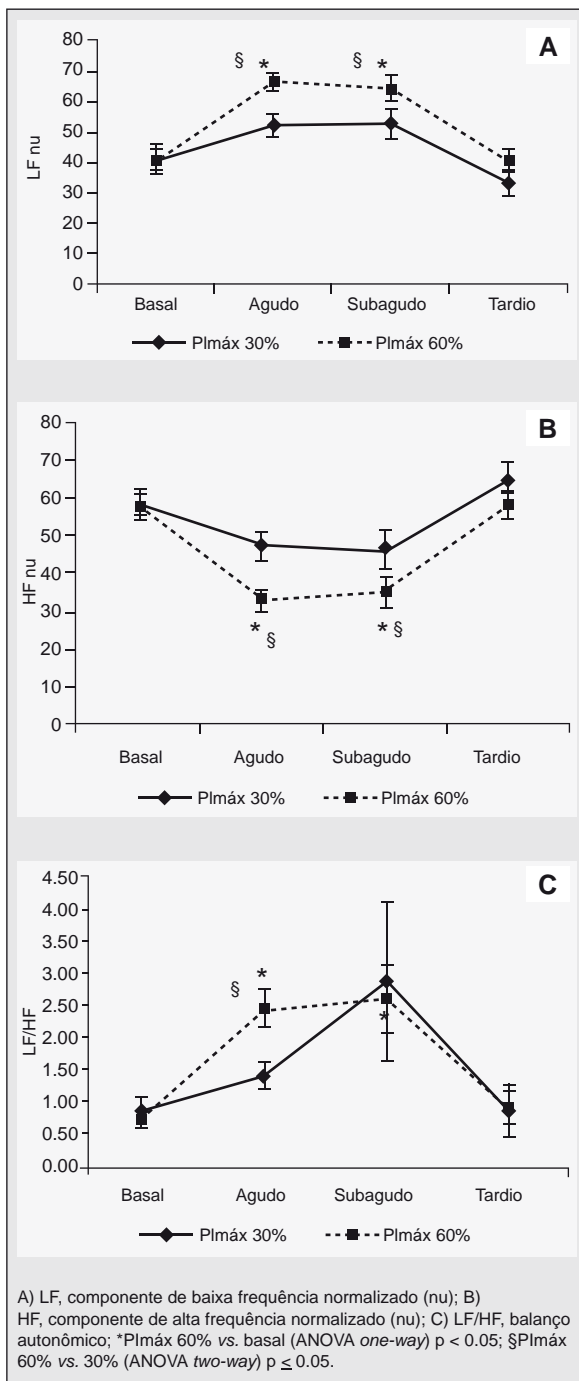 A
80
70
60
50
40
30
20
10
0
LF nu
§ * § *
Basal Agudo Subagudo Tardio
PImáx 30% PImáx 60%
B
80
70
60
50
40
30
20
10
0
HF nu
* § * §
Basal Agudo Subagudo Tardio
PImáx 30% PImáx 60%
C
4.50
4.00
3.50
3.00
2.50
2.00
1.50
1.00
0.50
0.00
LF/HF
§ * *
Basal Agudo Subagudo Tardio
PImáx 30% PImáx 60%
A) LF, componente de baixa frequência normalizado (nu); B)
HF, componente de alta frequência normalizado (nu); C) LF/HF, balanço
autonômico; *PImáx 60% vs. basal (ANOVA one-way) p < 0.05; §PImáx
60% vs. 30% (ANOVA two-way) p ≤ 0.05.